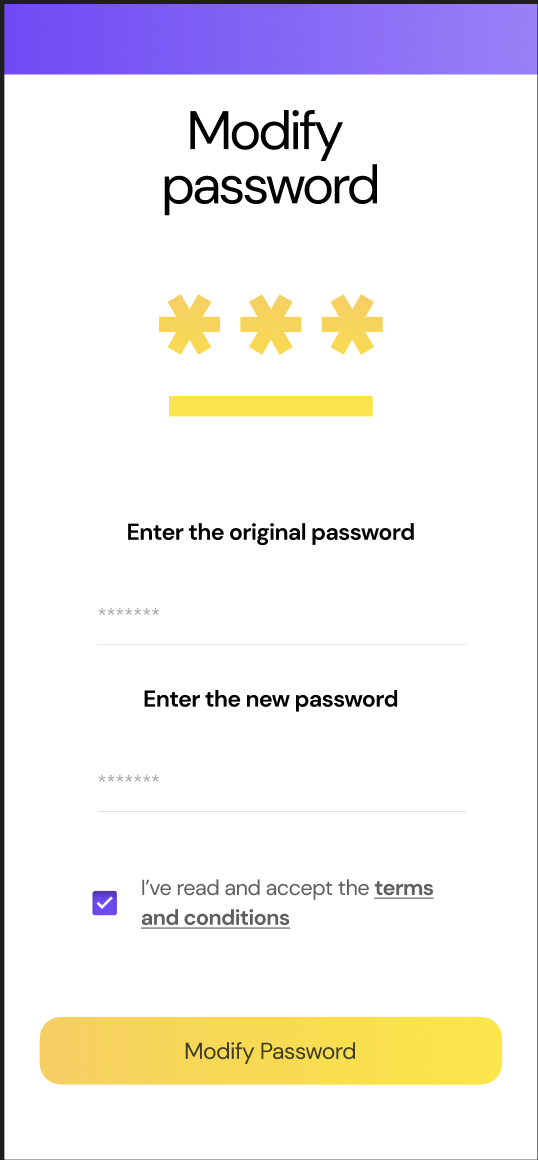 Modify
password
***
Enter the original password
*******
Enter the new password
*******
I’ve read and accept the terms
and conditions
Modify Password